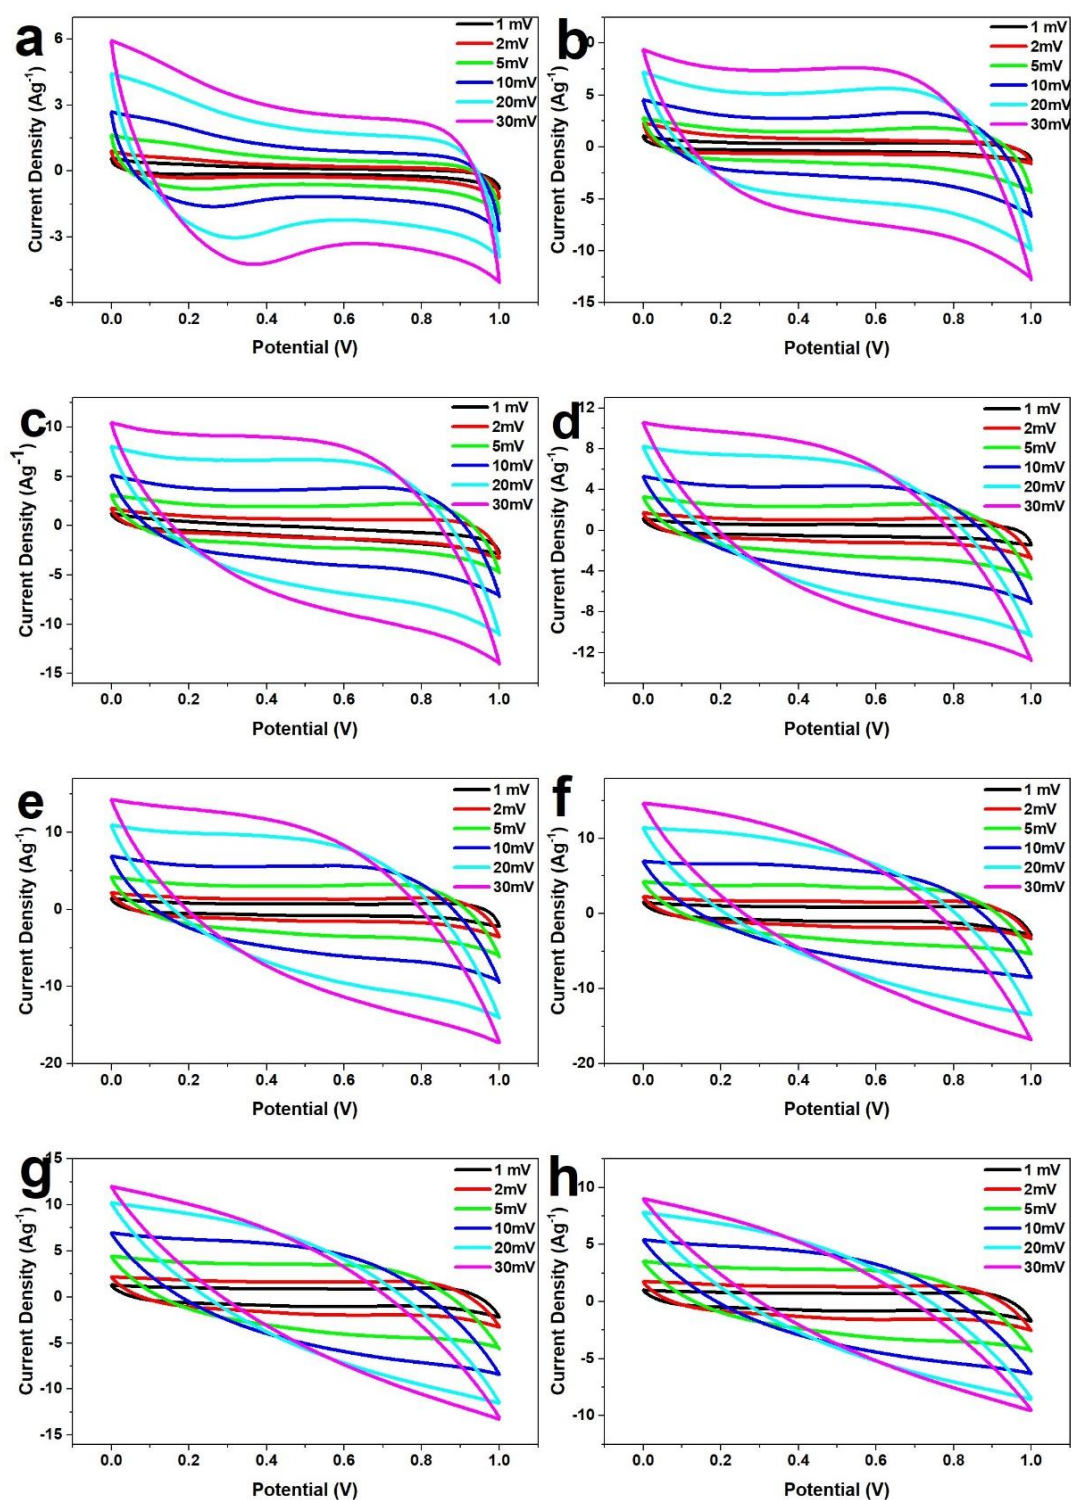 a
6
3
0
-3
-6
Current Density (Ag-1)
1 mV
2mV
5mV
10mV
20mV
30mV
0.0 0.2 0.4 0.6 0.8 1.0
Potential (V)
b
10
5
0
-5
-10
-15
Current Density (Ag-1)
1 mV
2mV
5mV
10mV
20mV
30mV
0.0 0.2 0.4 0.6 0.8 1.0
Potential (V)
c
10
5
0
-5
-10
-15
Current Density (Ag-1)
1 mV
2mV
5mV
10mV
20mV
30mV
0.0 0.2 0.4 0.6 0.8 1.0
Potential (V)
d
12
8
4
0
-4
-8
-12
Current Density (Ag-1)
1 mV
2mV
5mV
10mV
20mV
30mV
0.0 0.2 0.4 0.6 0.8 1.0
Potential (V)
e
10
0
-10
-20
Current Density (Ag-1)
1 mV
2mV
5mV
10mV
20mV
30mV
0.0 0.2 0.4 0.6 0.8 1.0
Potential (V)
f
10
0
-10
-20
Current Density (Ag-1)
1 mV
2mV
5mV
10mV
20mV
30mV
0.0 0.2 0.4 0.6 0.8 1.0
Potential (V)
g
15
10
5
0
-5
-10
-15
Current Density (Ag-1)
1 mV
2mV
5mV
10mV
20mV
30mV
0.0 0.2 0.4 0.6 0.8 1.0
Potential (V)
h
10
5
0
-5
-10
Current Density (Ag-1)
1 mV
2mV
5mV
10mV
20mV
30mV
0.0 0.2 0.4 0.6 0.8 1.0
Potential (V)